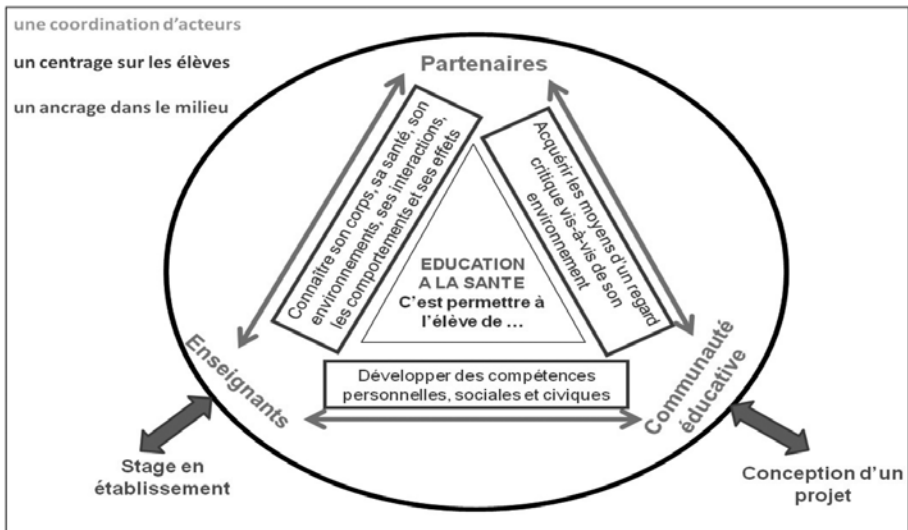 une coordination d'acteurs
un centrage sur les élèves
un ancrage dans le milieu
Partenaires
Connaître son corps, sa santé, son
environnements, ses interactions,
les comportements et ses effets
Acquérir les moyens d'un regard
critique vis-à-vis de son
environnement
EDUCATION
A LA SANTE
C'est permettre à
l'élève de ...
Développer des compétences
personnelles, sociales et civiques
Enseignants
Communauté
éducative
Stage en
établissement
Conception d'un
projet